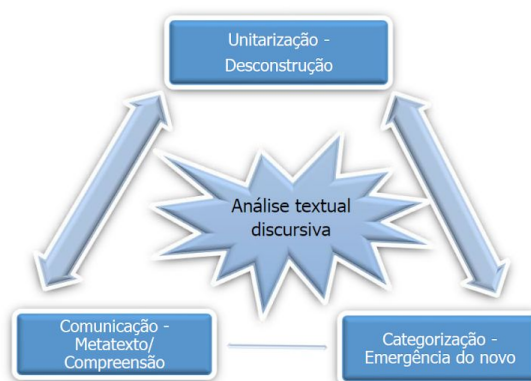 Unitarização -
Desconstrução
Análise textual
discursiva
Comunicação -
Metatexto/
Compreensão
Categorização -
Emergência do novo